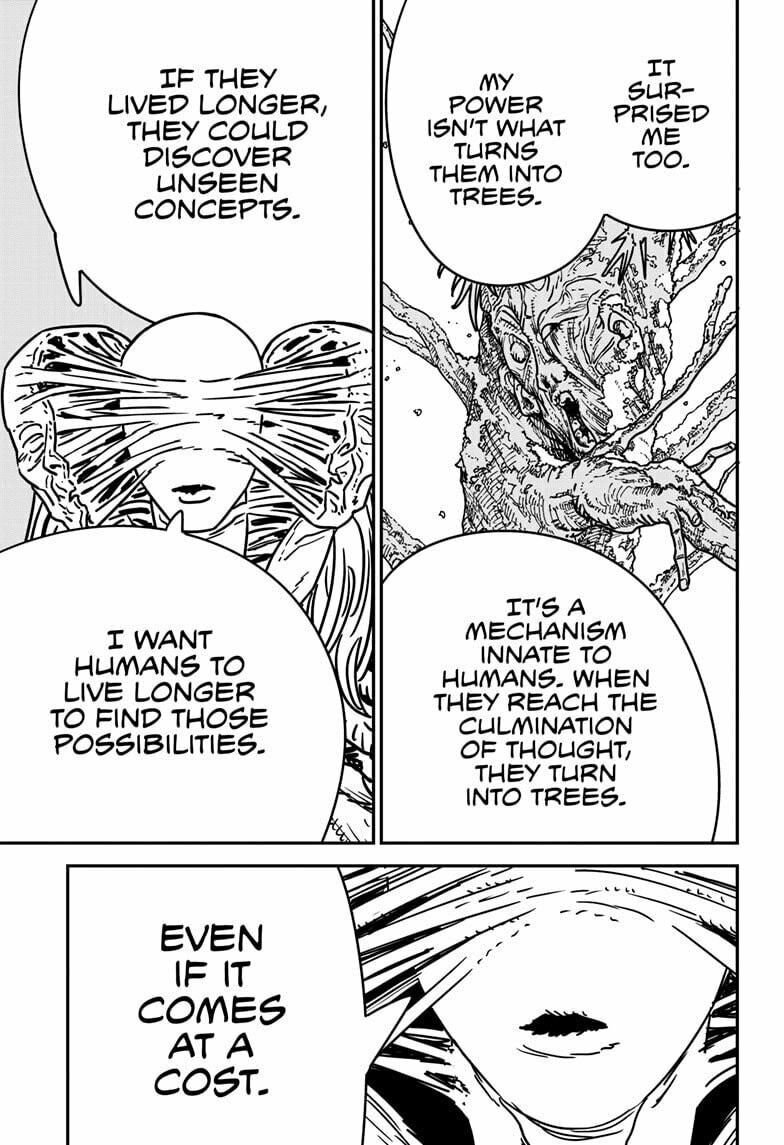 IT
SUR-
PRISED
ME
TOO.
MY
POWER
ISN'T WHAT
TURNS
THEM INTO
TREES.
IT'S A
MECHANISM
INNATE TO
HUMANS. WHEN
THEY REACH THE
CULMINATION
OF THOUGHT,
THEY TURN
INTO TREES.
IF THEY
LIVED LONGER,
THEY COULD
DISCOVER
UNSEEN
CONCEPTS.
I WANT
HUMANS TO
LIVE LONGER
TO FIND THOSE
POSSIBILITIES.
EVEN
IF IT
COMES
AT A
COST.